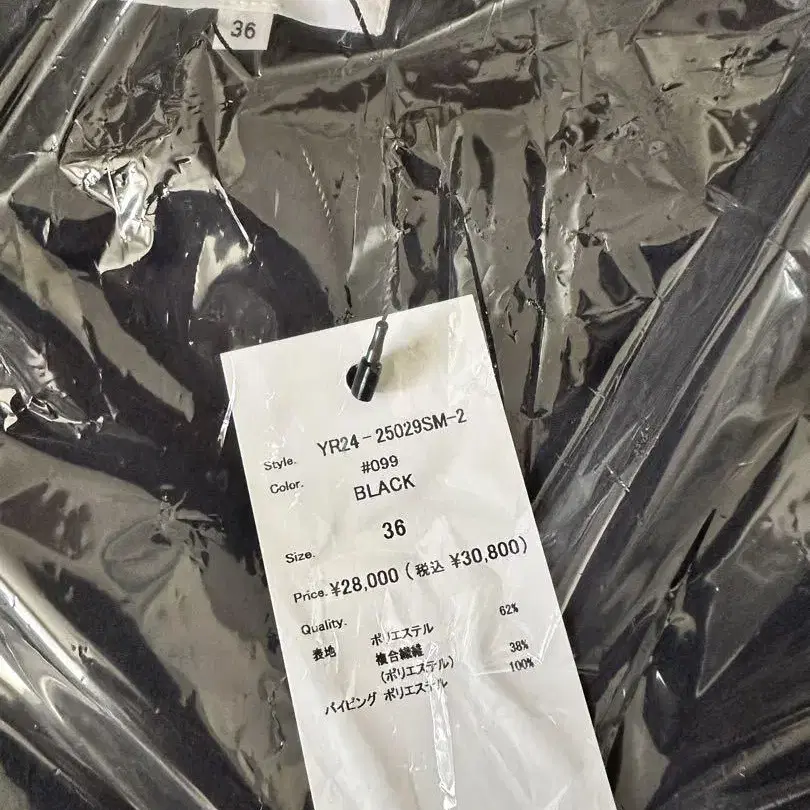 36
Style. YR24-25029SM-2
#099
Color. BLACK
Size. 36
Price. ¥28,000 (税込 ¥30,800)
Quality.
表地 ポリエステル 62%
複合繊維 38%
(ポリエステル)
パイピング ポリエステル 100%